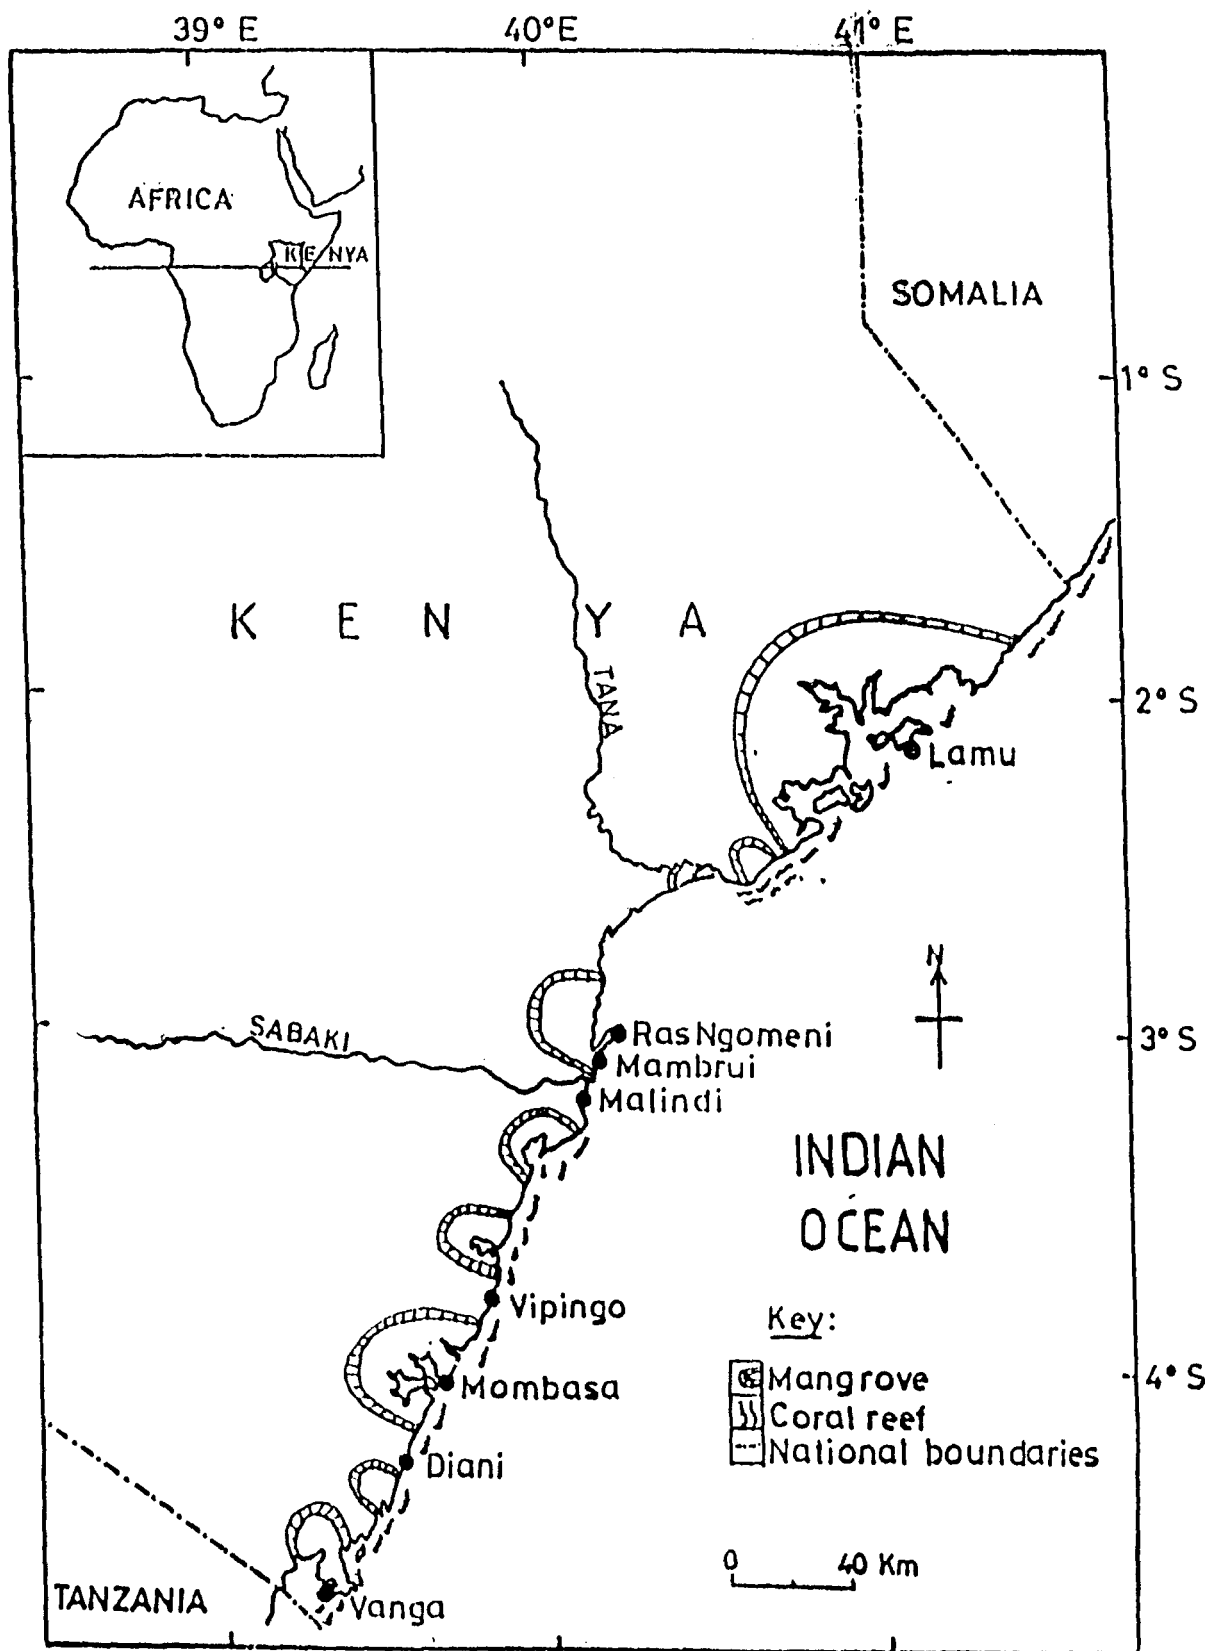 39° E
40°E
41° E
AFRICA
KENYA
SOMALIA
1° S
K E N Y A
TANA
2° S
Lamu
N
SABAKI
Ras Ngomeni
3° S
Mambrui
Malindi
INDIAN
OCEAN
Vipingo
Key:
Mangrove
4° S
Mombasa
Coral reef
National boundaries
Diani
0 40 Km
TANZANIA
Vanga